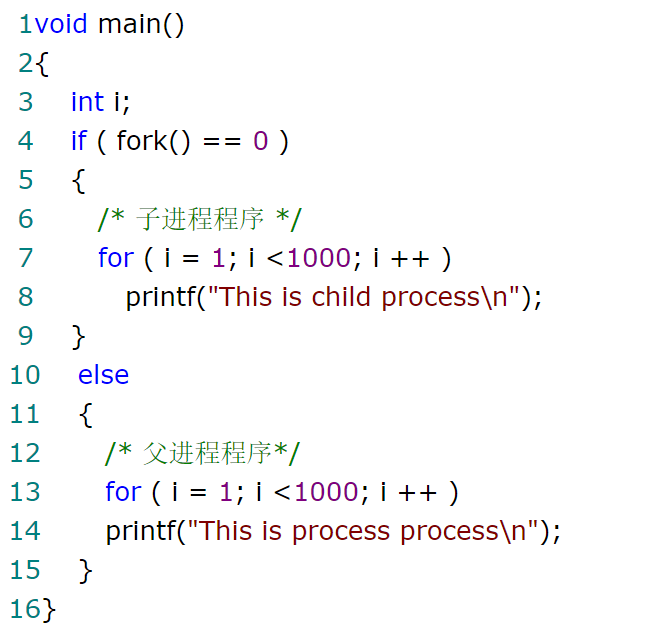 1void main()
2{
3 int i;
4 if ( fork() == 0 )
5 {
6 /* 子进程程序 */
7 for ( i = 1; i <1000; i ++ )
8 printf("This is child process\n");
9 }
10 else
11 {
12 /* 父进程程序*/
13 for ( i = 1; i <1000; i ++ )
14 printf("This is process process\n");
15 }
16}